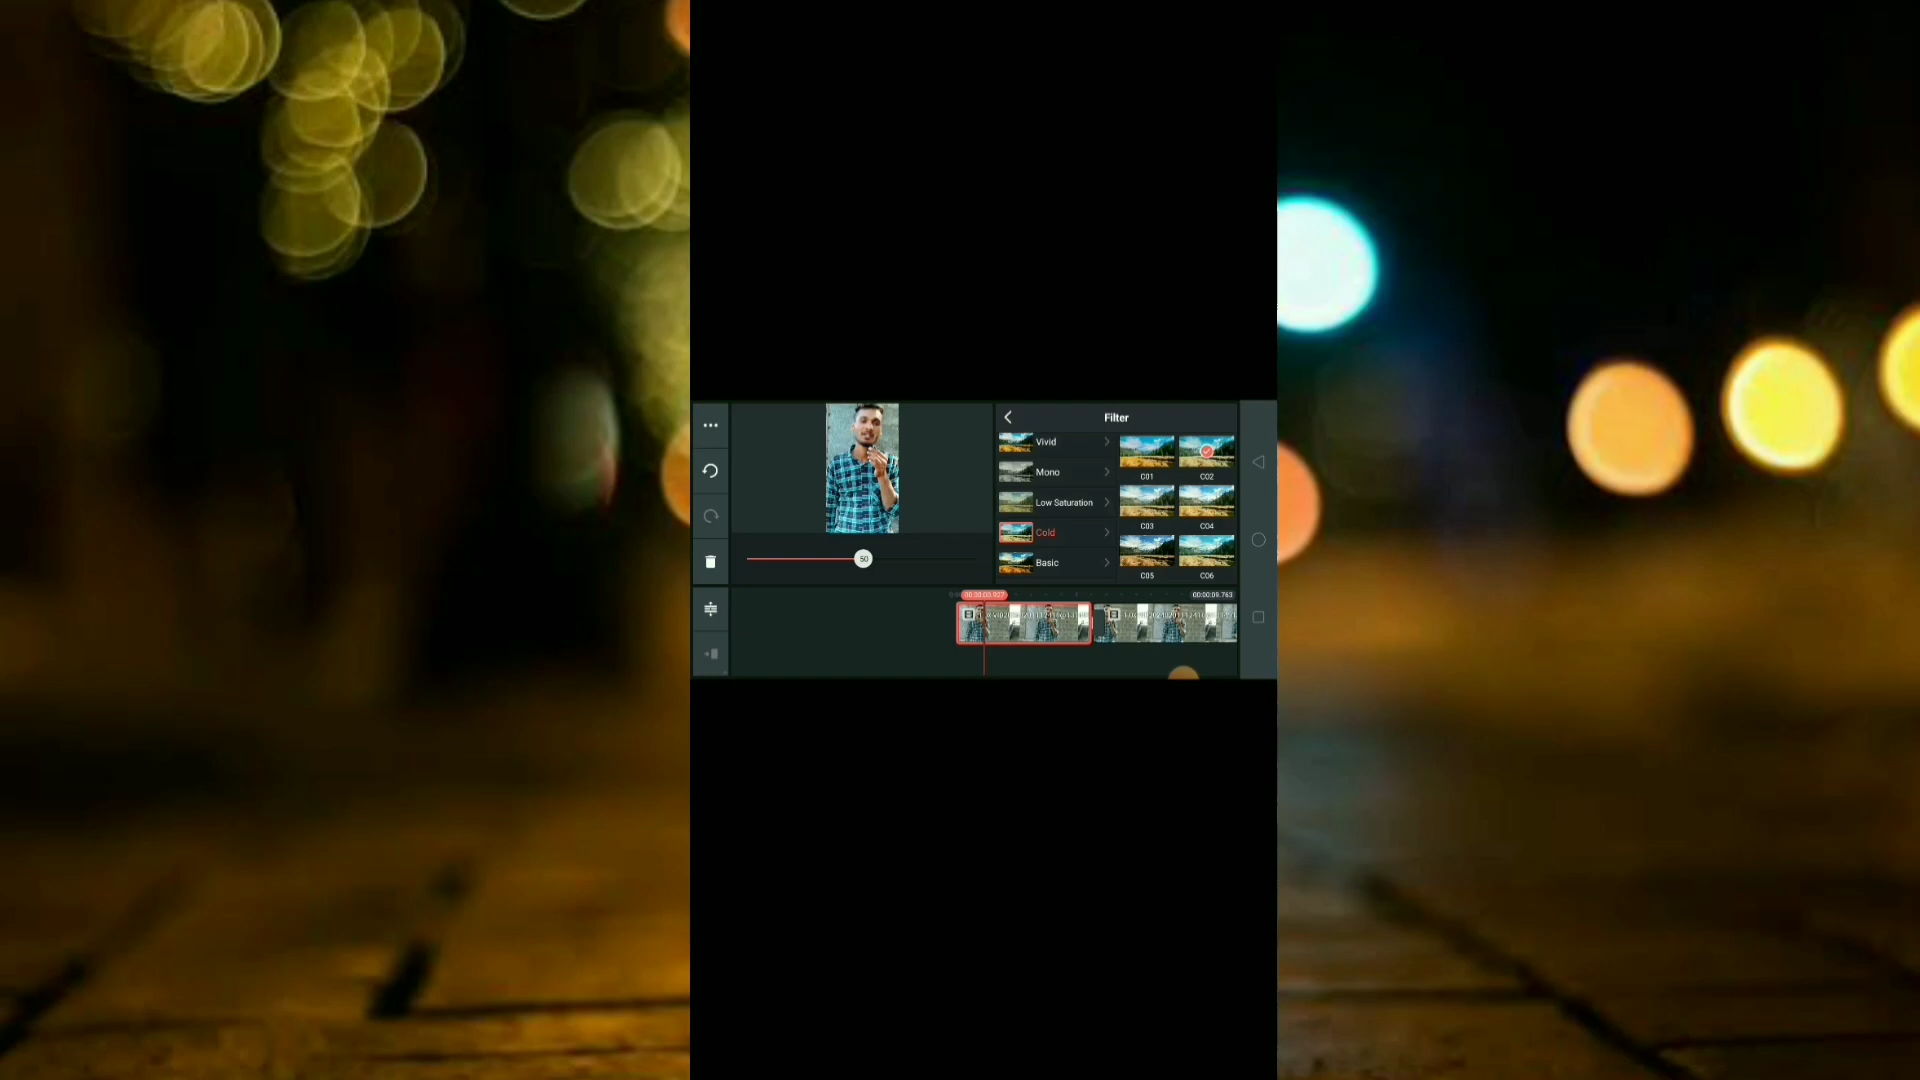 Filter
Vivid
Mono
Low Saturation
Cold
Basic
C01
C02
C03
C04
C05
C06
50
00:00:00.927
00:00:09.763